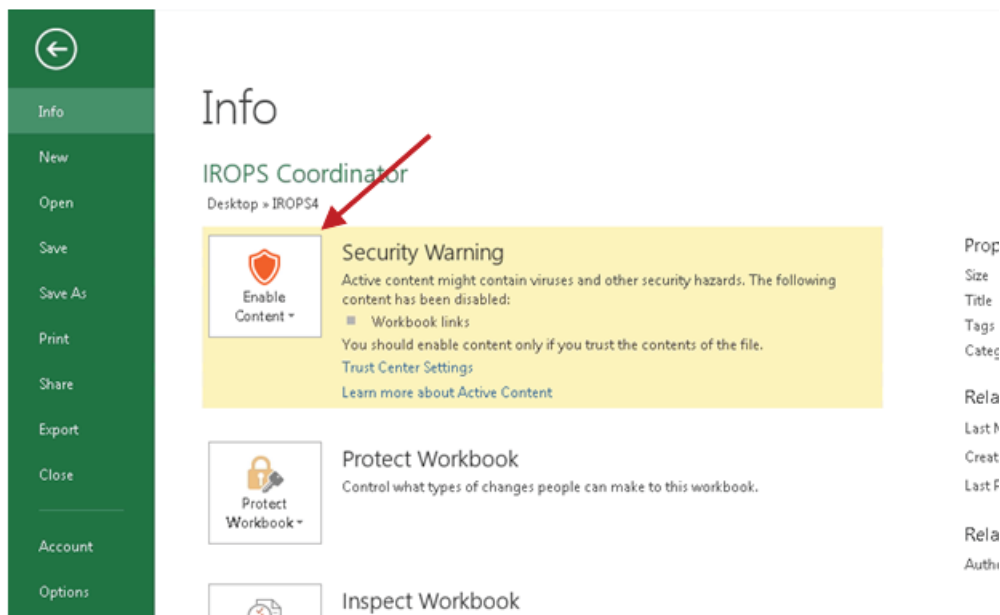 Info
New
Open
Save
Save As
Print
Share
Export
Close
Account
Options
Info
IROPS Coordinator
Desktop » IROPS4
Enable
Content
Security Warning
Active content might contain viruses and other security hazards. The following
content has been disabled:
Workbook links
You should enable content only if you trust the contents of the file.
Trust Center Settings
Learn more about Active Content
Protect
Workbook
Protect Workbook
Control what types of changes people can make to this workbook.
Inspect Workbook
Size
Title
Tags